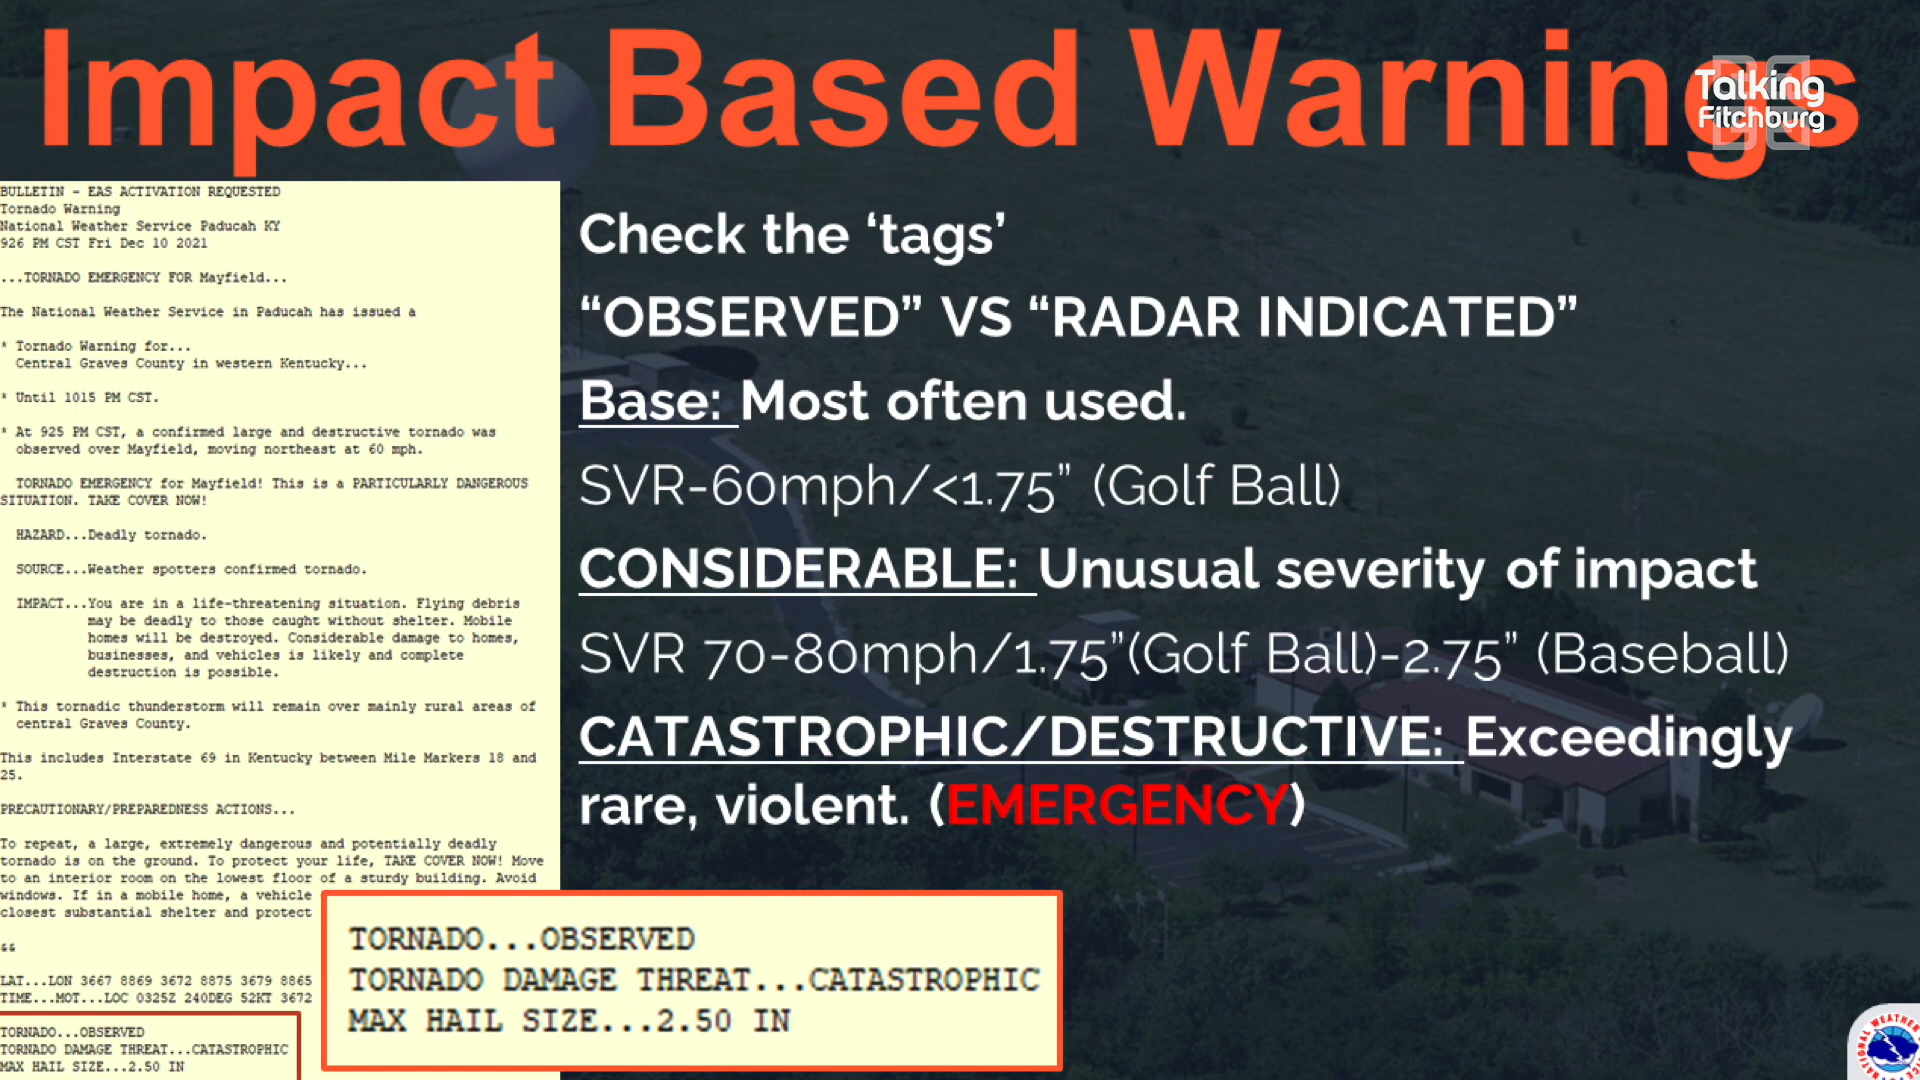 Impact Based Warnings
Talking
Fitchburg
BULLETIN - EAS ACTIVATION REQUESTED
Tornado Warning
National Weather Service Paducah KY
926 PM CST Fri Dec 10 2021
...TORNADO EMERGENCY FOR Mayfield...
The National Weather Service in Paducah has issued a
* Tornado Warning for...
Central Graves County in western Kentucky...
* Until 1015 PM CST.
* At 925 PM CST, a confirmed large and destructive tornado was
observed over Mayfield, moving northeast at 60 mph.
TORNADO EMERGENCY for Mayfield! This is a PARTICULARLY DANGEROUS
SITUATION. TAKE COVER NOW!
HAZARD...Deadly tornado.
SOURCE...Weather spotters confirmed tornado.
IMPACT...You are in a life-threatening situation. Flying debris
may be deadly to those caught without shelter. Mobile
homes will be destroyed. Considerable damage to homes,
businesses, and vehicles is likely and complete
destruction is possible.
* This tornadic thunderstorm will remain over mainly rural areas of
central Graves County.
This includes Interstate 69 in Kentucky between Mile Markers 18 and
25.
PRECAUTIONARY/PREPAREDNESS ACTIONS...
To repeat, a large, extremely dangerous and potentially deadly
tornado is on the ground. To protect your life, TAKE COVER NOW! Move
to an interior room on the lowest floor of a sturdy building. Avoid
windows. If in a mobile home, a vehicle
closest substantial shelter and protect
&&
LAT...LON 3667 8869 3672 8875 3679 8865
TIME...MOT...LOC 0325Z 240DEG 52KT 3672
TORNADO...OBSERVED
TORNADO DAMAGE THREAT...CATASTROPHIC
MAX HAIL SIZE...2.50 IN
Check the ‘tags’
“OBSERVED” VS “RADAR INDICATED”
Base: Most often used.
SVR-60mph/<1.75” (Golf Ball)
CONSIDERABLE: Unusual severity of impact
SVR 70-80mph/1.75”(Golf Ball)-2.75” (Baseball)
CATASTROPHIC/DESTRUCTIVE: Exceedingly
rare, violent. (EMERGENCY)
TORNADO...OBSERVED
TORNADO DAMAGE THREAT...CATASTROPHIC
MAX HAIL SIZE...2.50 IN